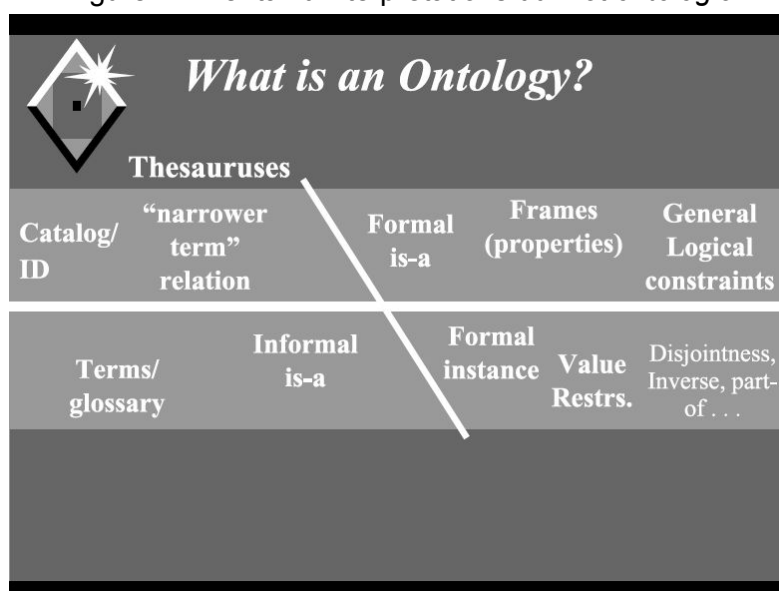 What is an Ontology?
Thesauruses
Catalog/
ID
“narrower
term”
relation
Formal
is-a
Frames
(properties)
General
Logical
constraints
Terms/
glossary
Informal
is-a
Formal
instance
Value
Restrs.
Disjointness,
Inverse, part-
of . . .